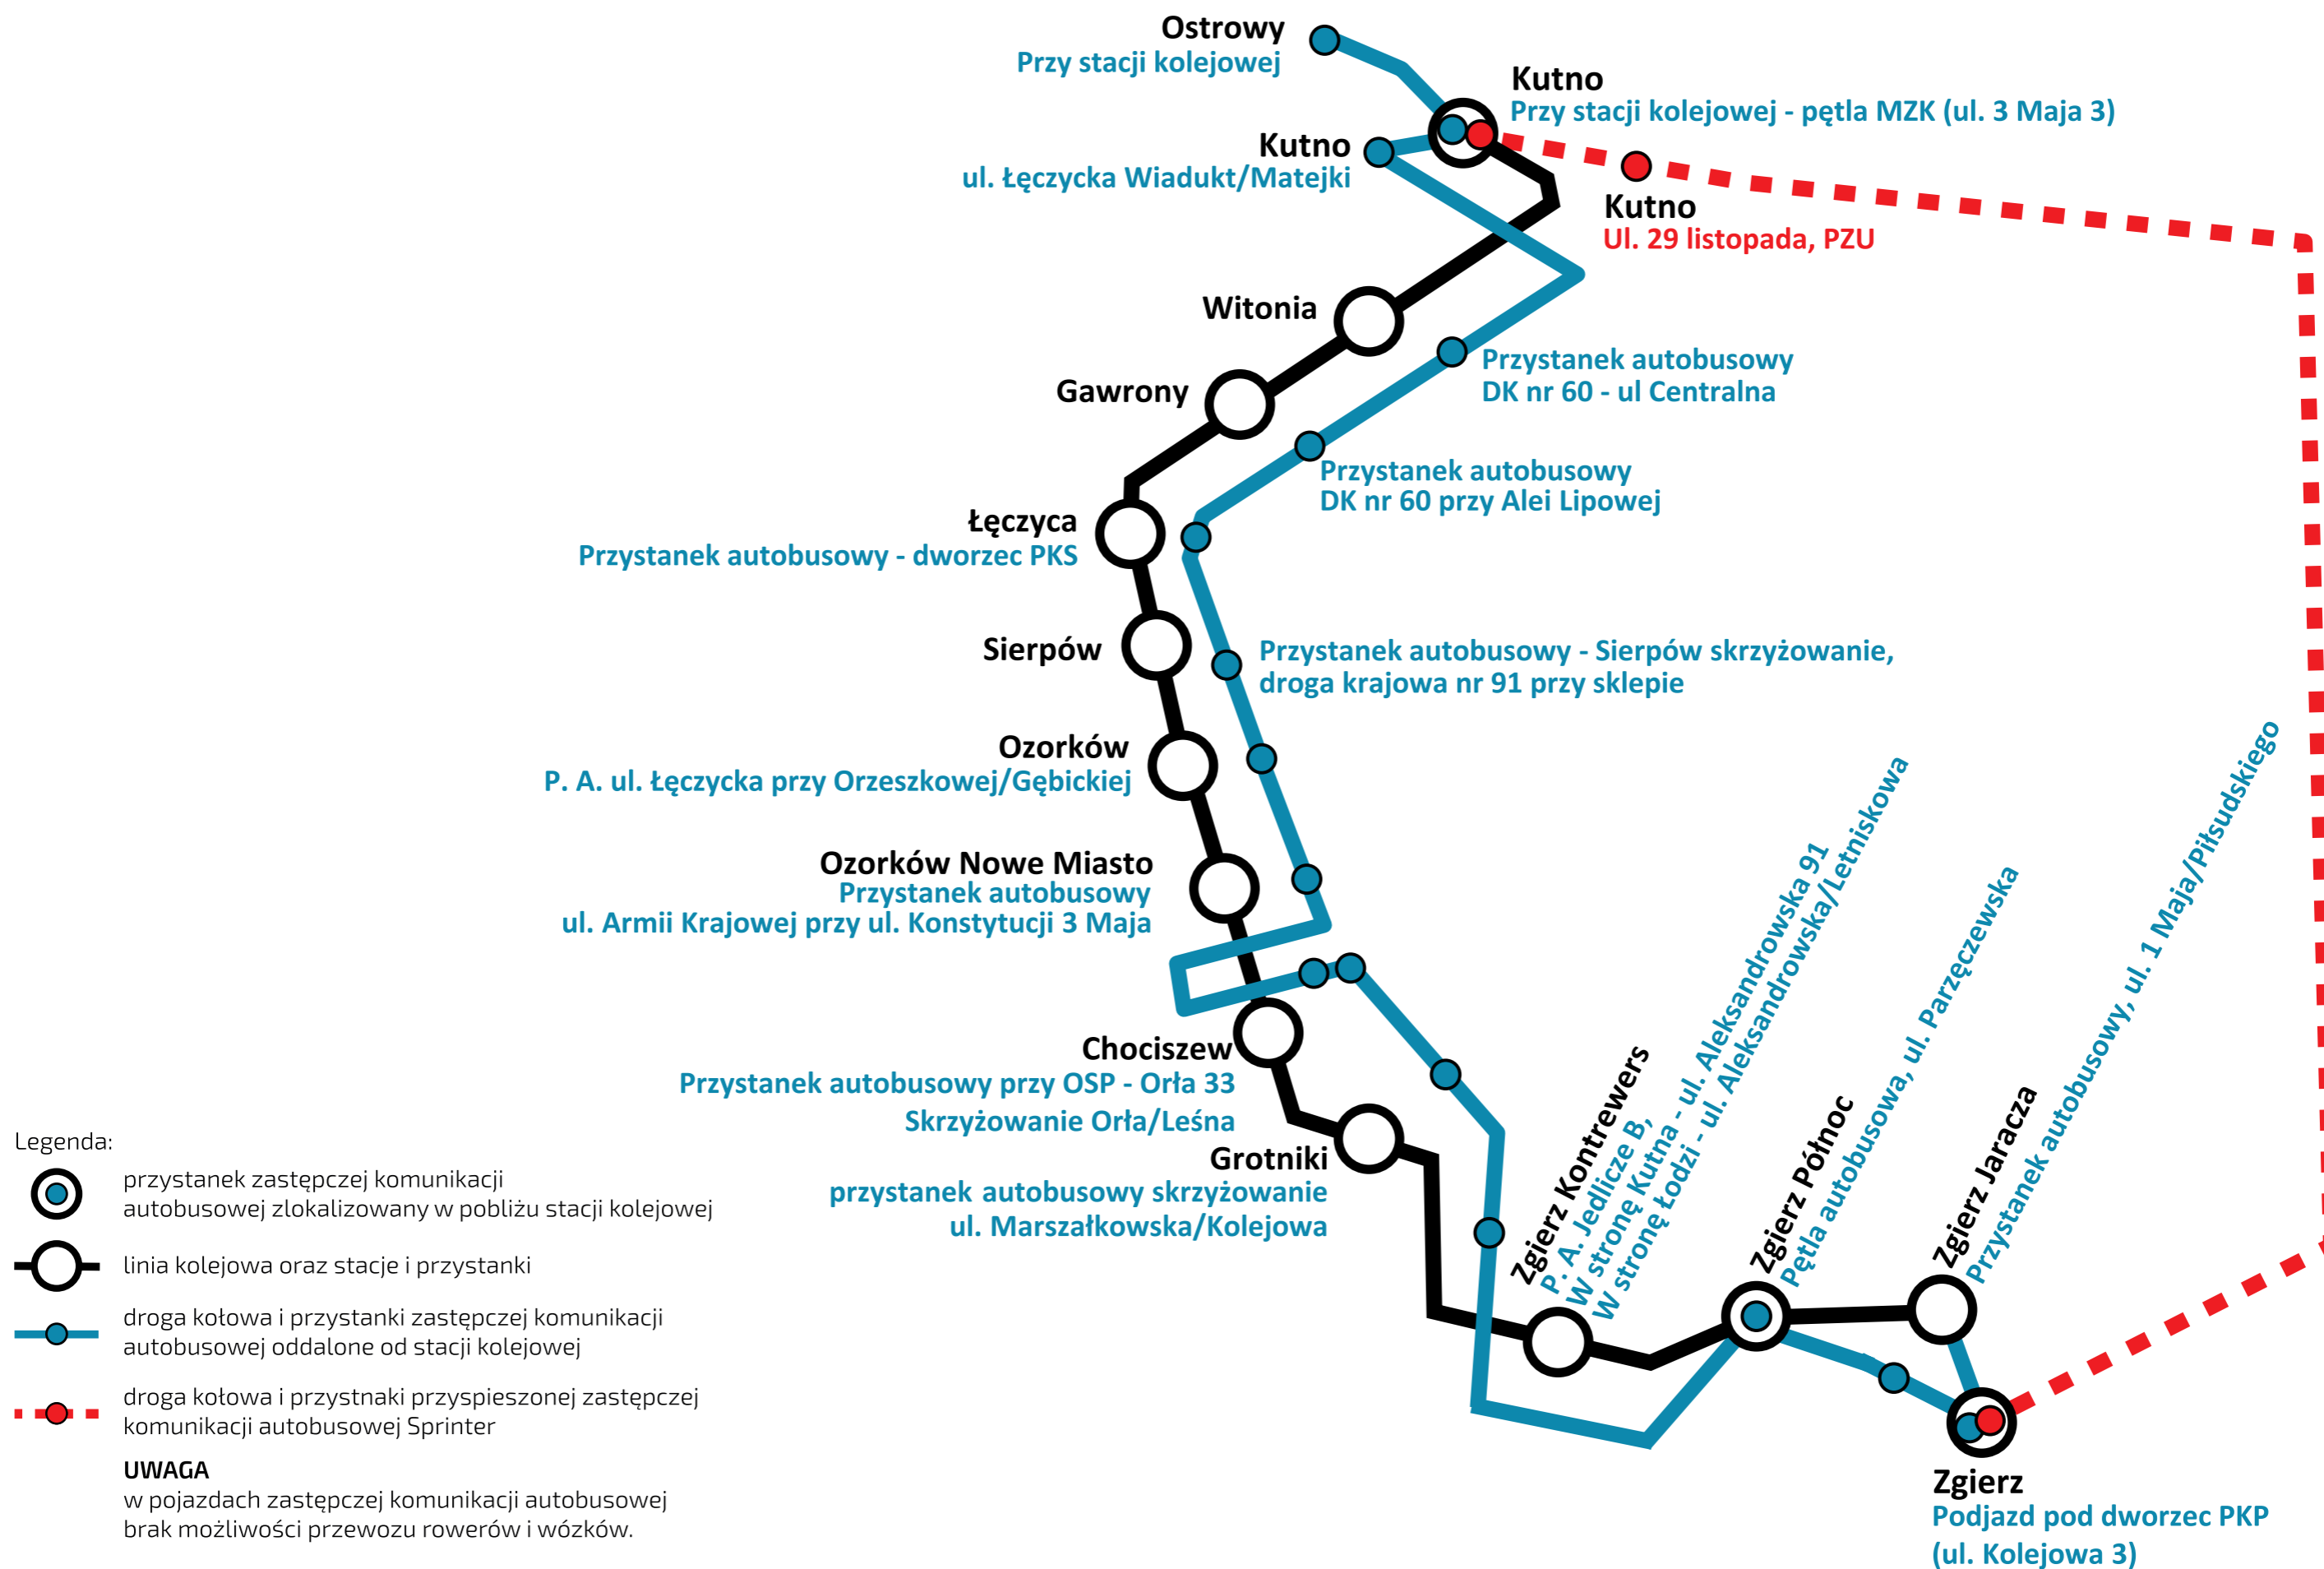 Ostrowy
Przy stacji kolejowej
Kutno
Przy stacji kolejowej - pętla MZK (ul. 3 Maja 3)
Kutno
ul. Łęczycka Wiadukt/Matejki
Kutno
Ul. 29 listopada, PZU
Witonia
Przystanek autobusowy
DK nr 60 - ul Centralna
Gawrony
Przystanek autobusowy
DK nr 60 przy Alei Lipowej
Łęczyca
Przystanek autobusowy - dworzec PKS
Sierpów
Przystanek autobusowy - Sierpów skrzyżowanie,
droga krajowa nr 91 przy sklepie
Ozorków
P. A. ul. Łęczycka przy Orzeszkowej/Gębickiej
Ozorków Nowe Miasto
Przystanek autobusowy
ul. Armii Krajowej przy ul. Konstytucji 3 Maja
Chociszew
Przystanek autobusowy przy OSP - Orła 33
Skrzyżowanie Orła/Leśna
Grotniki
przystanek autobusowy skrzyżowanie
ul. Marszałkowska/Kolejowa
Zgierz Kontrewers
P. A. Jedlicze B,
W stronę Kutna - ul. Aleksandrowska 91
W stronę Łodzi - ul. Aleksandrowska/Letniskowa
Zgierz Północ
Pętla autobusowa, ul. Parzęczewska
Zgierz Jaracza
Przystanek autobusowy, ul. 1 Maja/Piłsudskiego
Zgierz
Podjazd pod dworzec PKP
(ul. Kolejowa 3)
Legenda:
przystanek zastępczej komunikacji
autobusowej zlokalizowany w pobliżu stacji kolejowej
linia kolejowa oraz stacje i przystanki
droga kołowa i przystanki zastępczej komunikacji
autobusowej oddalone od stacji kolejowej
droga kołowa i przystnaki przyspieszonej zastępczej
komunikacji autobusowej Sprinter
UWAGA
w pojazdach zastępczej komunikacji autobusowej
brak możliwości przewozu rowerów i wózków.